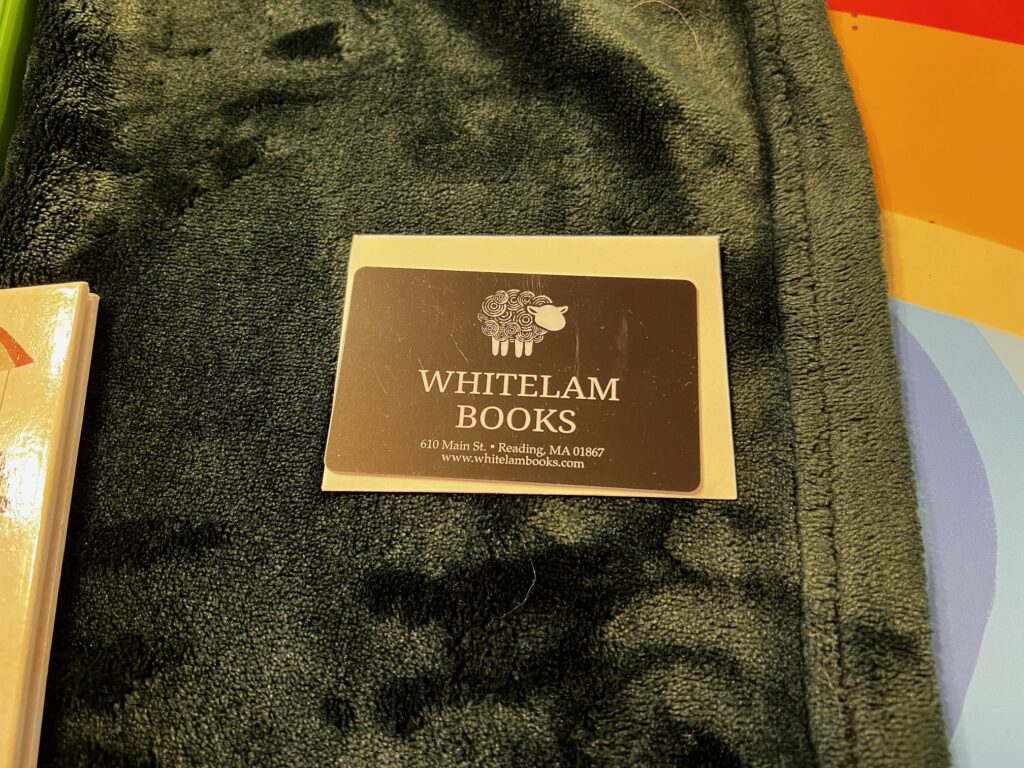 WHITELAM
BOOKS
610 Main St. • Reading, MA 01867
www.whitelambooks.com